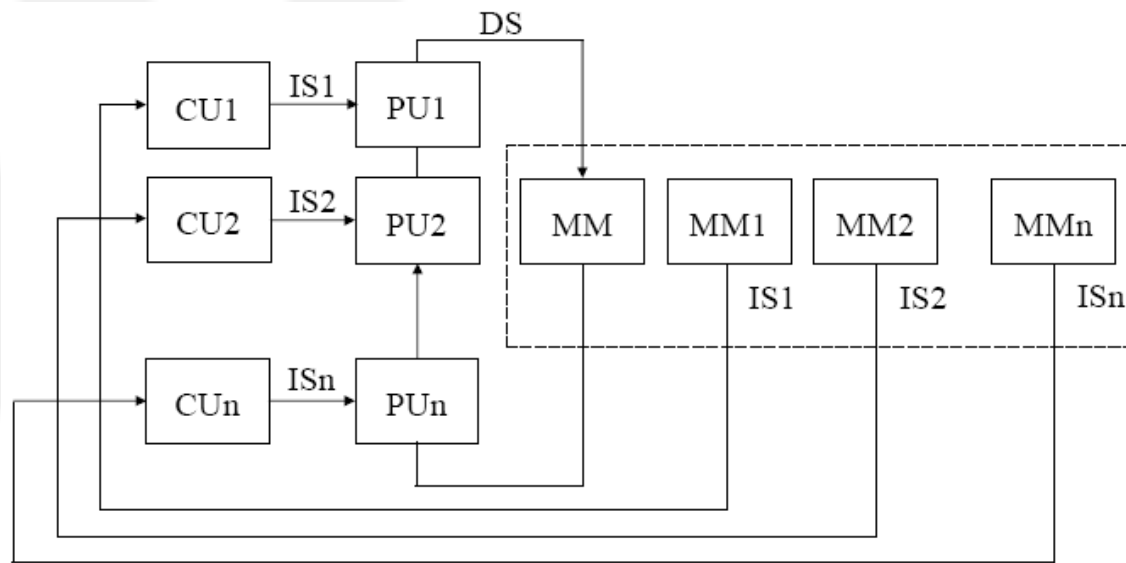 DS
CU1
IS1
PU1
CU2
IS2
PU2
MM
MM1
MM2
MMn
IS1
IS2
ISn
CUn
ISn
PUn